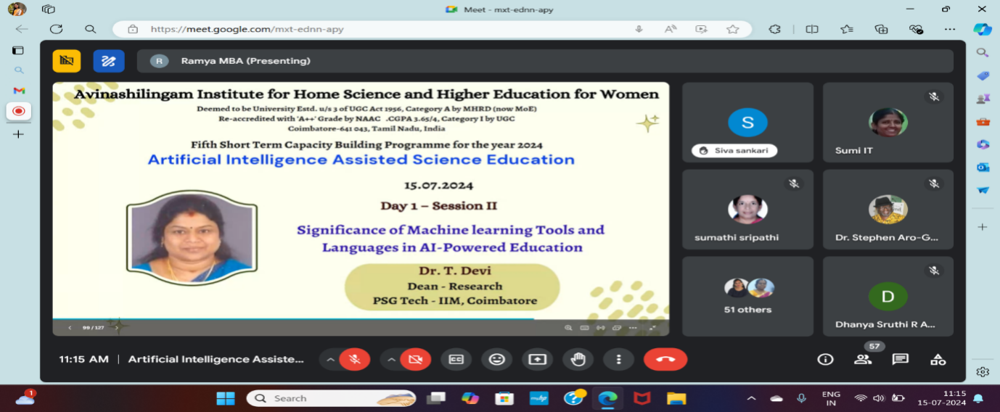 Meet - mxt-ednn-apy
https://meet.google.com/mxt-ednn-apy
R Ramya MBA (Presenting)
Avinashilingam Institute for Home Science and Higher Education for Women
Deemed to be University Estd. u/s 3 of UGC Act 1956, Category A by MHRD (now MoE)
Re-accredited with 'A++' Grade by NAAC .CGPA 3.65/4, Category I by UGC
Coimbatore-641 043, Tamil Nadu, India
Fifth Short Term Capacity Building Programme for the year 2024
Artificial Intelligence Assisted Science Education
15.07.2024
Day 1 – Session II
Significance of Machine learning Tools and
Languages in AI-Powered Education
Dr. T. Devi
Dean - Research
PSG Tech - IIM, Coimbatore
99 / 127
S
Siva sankari
Sumi IT
sumathi sripathi
Dr. Stephen Aro-G...
51 others
D
Dhanya Sruthi R A...
11:15 AM | Artificial Intelligence Assiste...
CC
57
1
Search
ENG
IN
11:15
15-07-2024